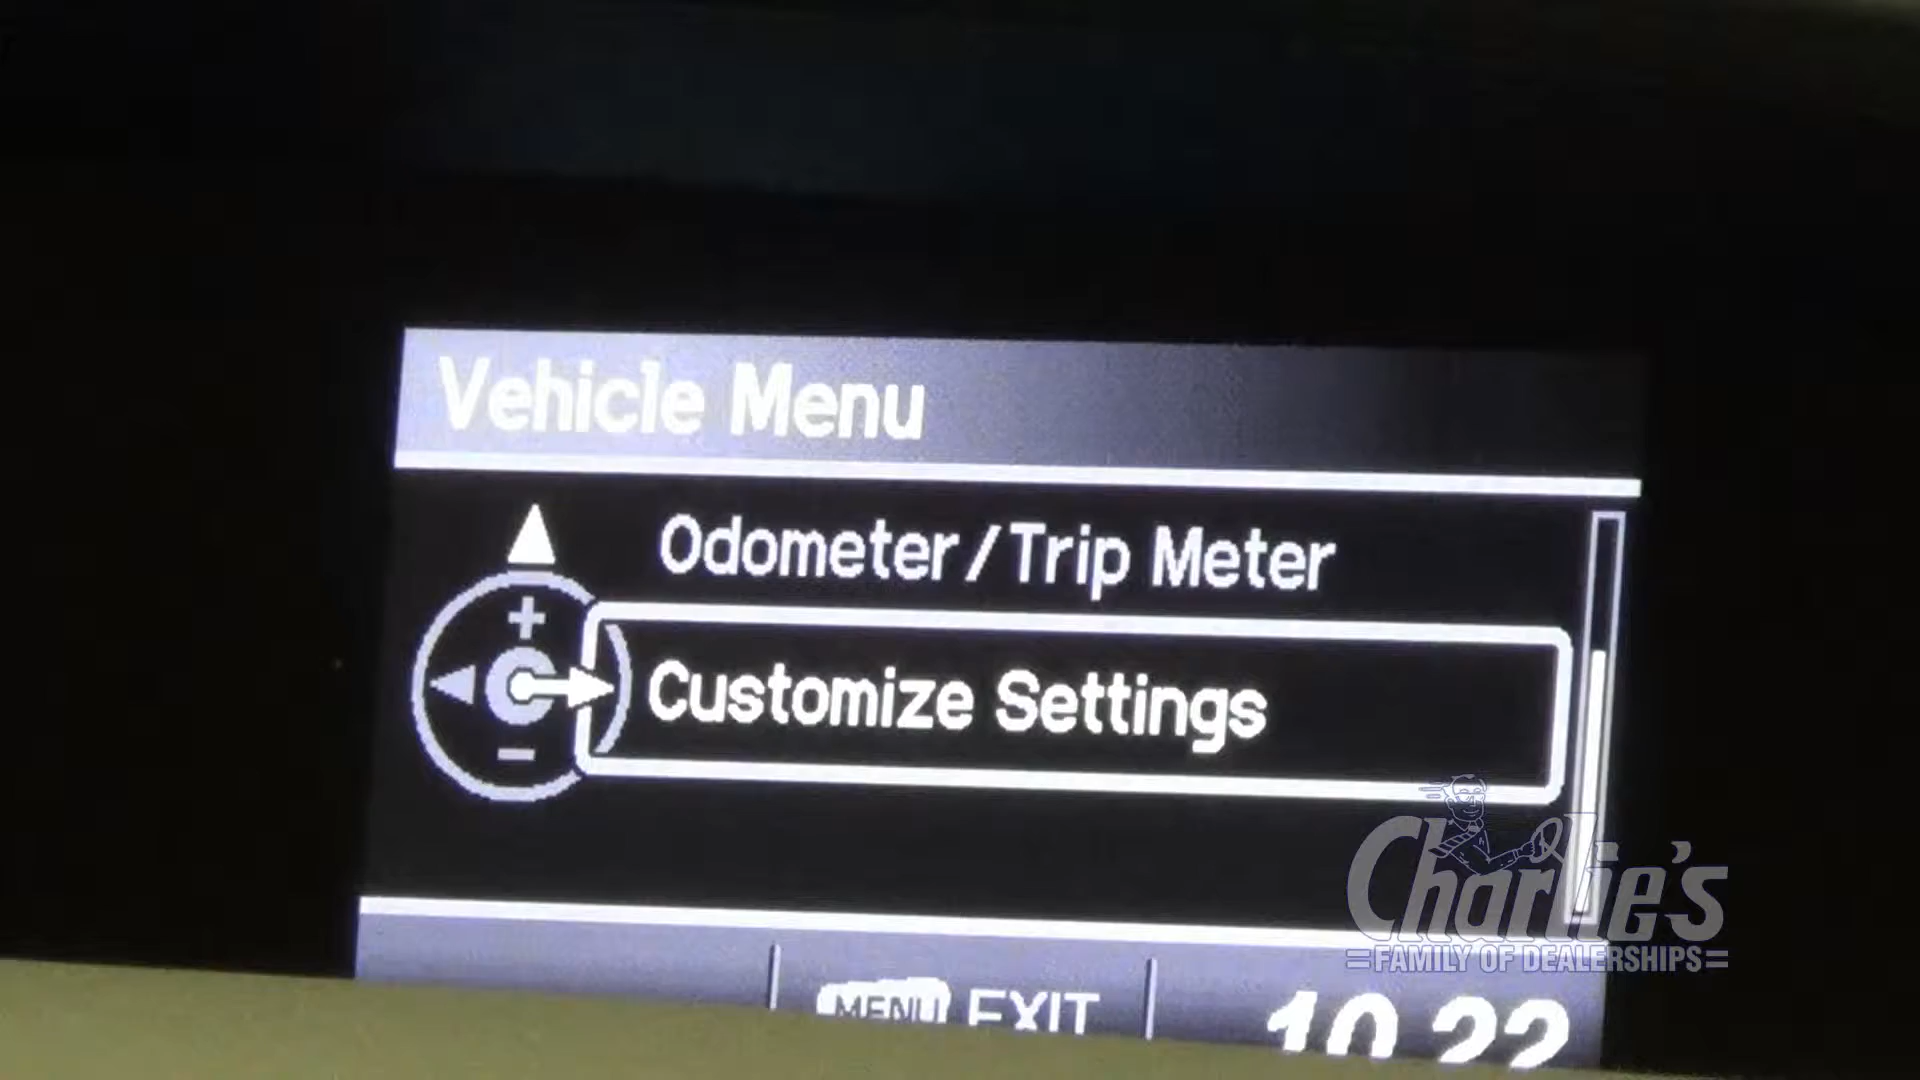 Vehicle Menu
Odometer/Trip Meter
+
Customize Settings
−
Charlie's
FAMILY OF DEALERSHIPS
MENU EXIT
10 22